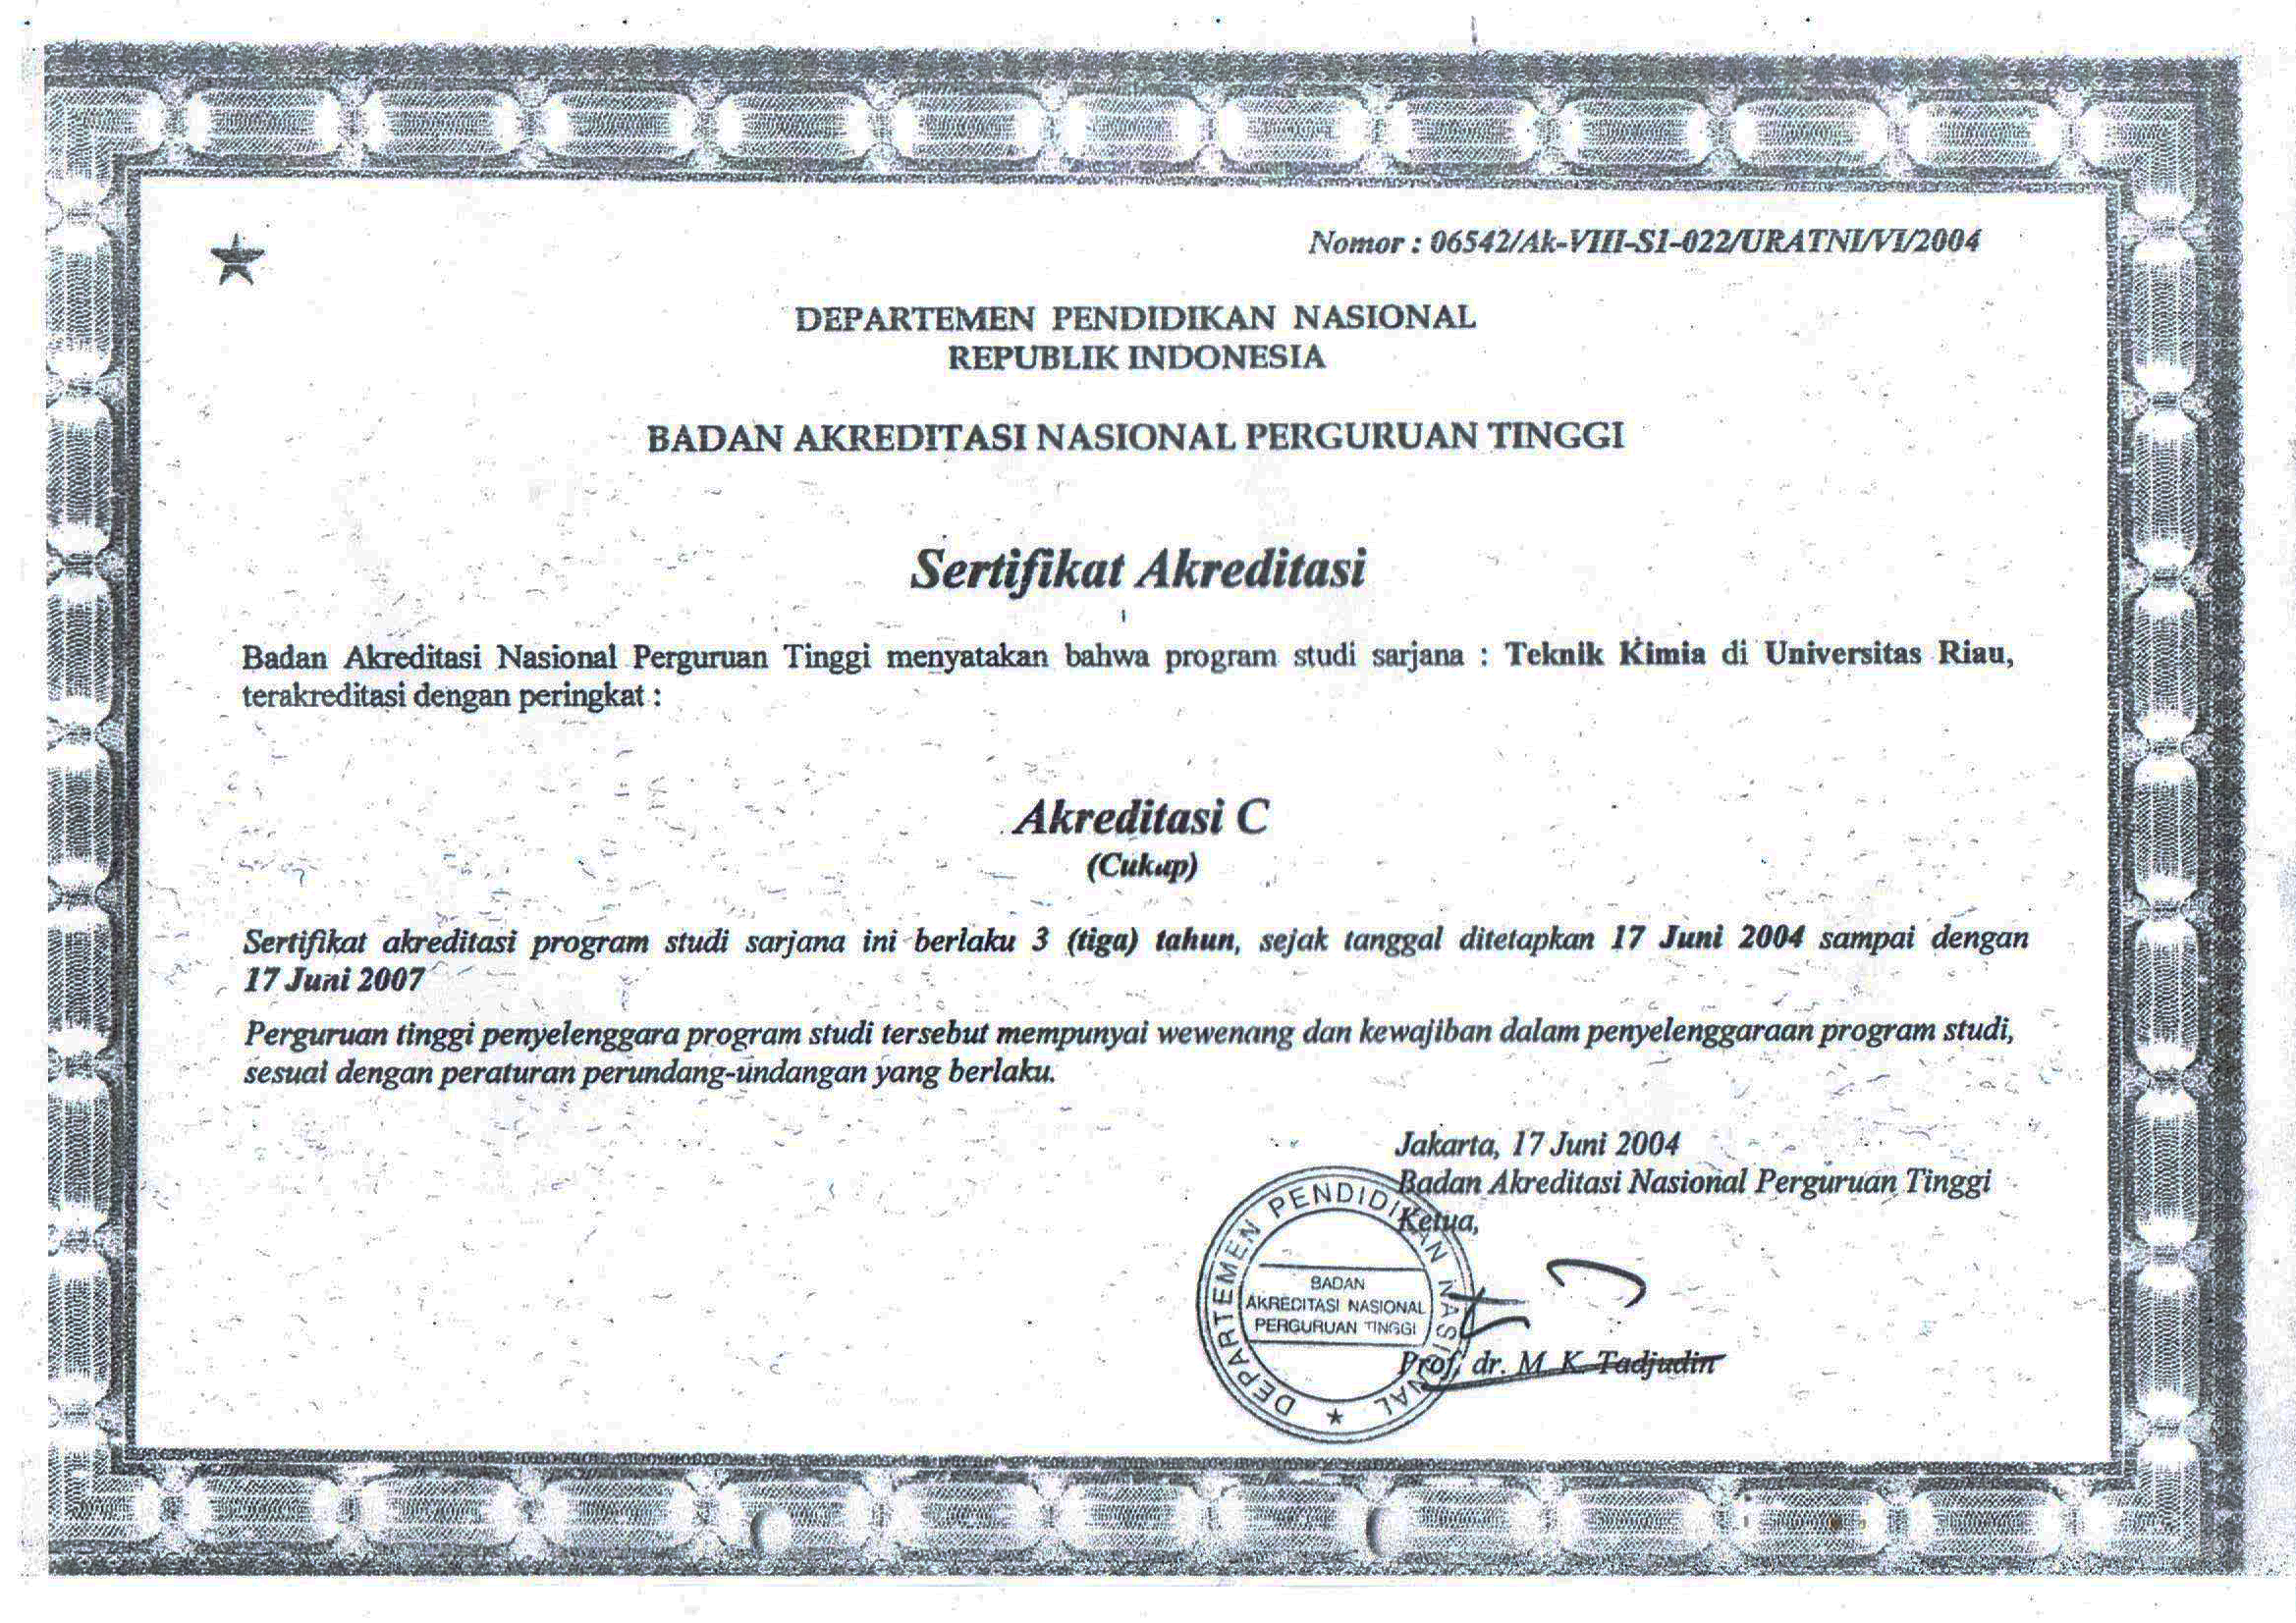 Nomor : 06542/Ak-VIII-S1-022/URATNI/VI/2004
DEPARTEMEN PENDIDIKAN NASIONAL
REPUBLIK INDONESIA
BADAN AKREDITASI NASIONAL PERGURUAN TINGGI
Sertifikat Akreditasi
Badan Akreditasi Nasional Perguruan Tinggi menyatakan bahwa program studi sarjana : Teknik Kimia di Universitas Riau,
terakreditasi dengan peringkat :
Akreditasi C
(Cukup)
Sertifikat akreditasi program studi sarjana ini berlaku 3 (tiga) tahun, sejak tanggal ditetapkan 17 Juni 2004 sampai dengan
17 Juni 2007
Perguruan tinggi penyelenggara program studi tersebut mempunyai wewenang dan kewajiban dalam penyelenggaraan program studi,
sesuai dengan peraturan perundang-undangan yang berlaku.
Jakarta, 17 Juni 2004
Badan Akreditasi Nasional Perguruan Tinggi
Ketua,
DEPARTEMEN PENDIDIKAN NASIONAL
BADAN
AKREDITASI NASIONAL
PERGURUAN TINGGI
Prof. dr. M. K. Tadjudin